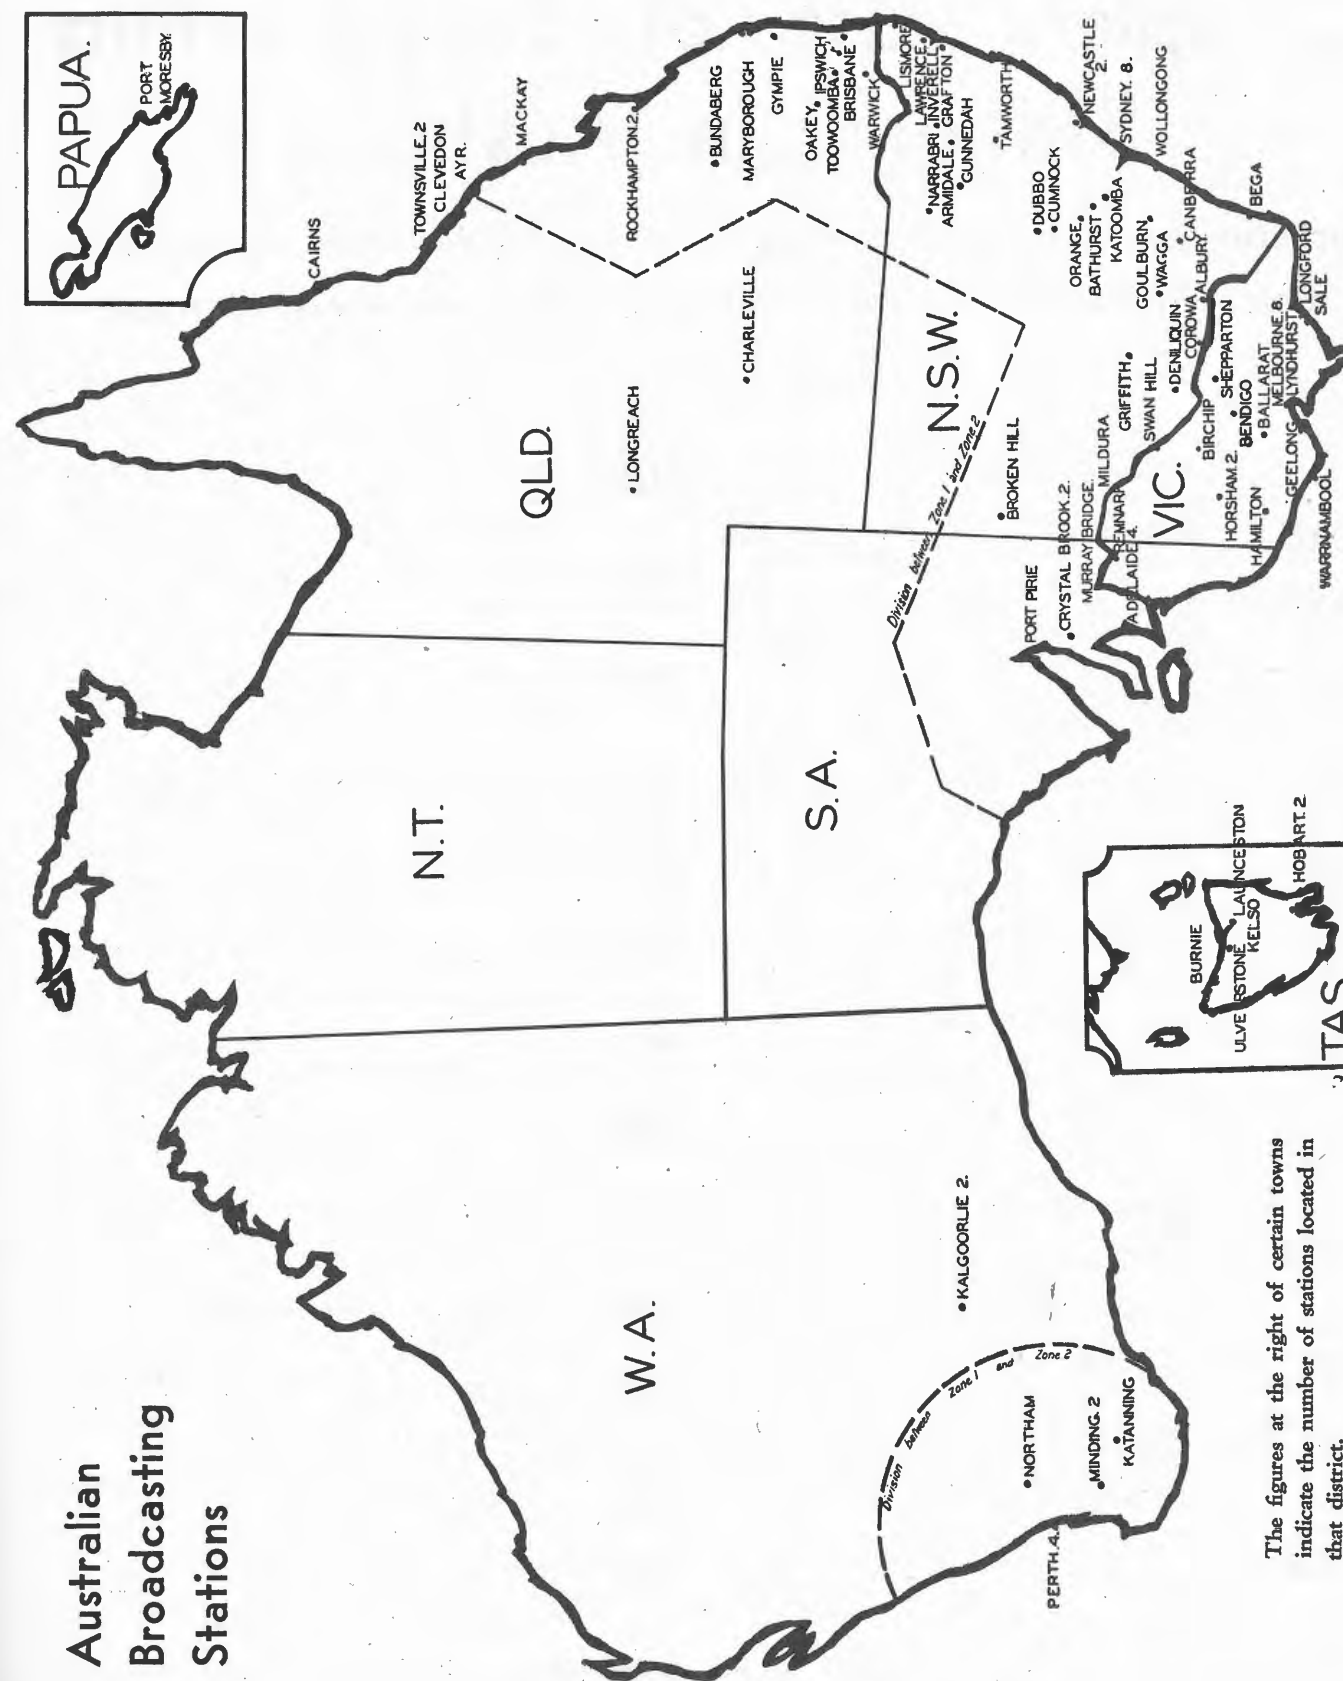 Australian
Broadcasting
Stations
PAPUA.
PORT
MORESBY.
CAIRNS
TOWNSVILLE.2
CLEVEDON
AYR.
MACKAY
ROCKHAMPTON.2.
BUNDABERG
MARYBOROUGH
GYMPIE
OAKEY. IPSWICH
TOOWOOMBA.
BRISBANE
WARWICK
QLD.
LONGREACH
CHARLEVILLE
N.T.
W.A.
S.A.
N.S.W.
LISMORE
LAWRENCE.
NARRABRI. INVERELL
ARMIDALE. GRAFTON
GUNNEDAH
TAMWORTH
NEWCASTLE
2.
SYDNEY. 8.
WOLLONGONG
DUBBO
CUMNOCK
ORANGE.
BATHURST
KATOOMBA
GOULBURN.
WAGGA
CANBERRA
ALBURY.
BEGA
Division between Zone 1 and Zone 2
BROKEN HILL
GRIFFITH.
DENILIQUIN
COROWA
MILDURA
SWAN HILL
VIC.
BIRCHIP
SHEPPARTON
HORSHAM.2.
BENDIGO
BALLARAT
HAMILTON
MELBOURNE.8.
GEELONG
LYNDHURST
LONGFORD
SALE
WARRNAMBOOL
PORT PIRIE
CRYSTAL BROOK.2.
MURRAY BRIDGE.
REMNARK
ADELAIDE 4.
KALGOORLIE 2.
Division between Zone 1 and Zone 2
NORTHAM
MINDING. 2
KATANNING
PERTH.4.
BURNIE
ULVERSTONE
LAUNCESTON
KELSO
HOBART. 2
TAS
The figures at the right of certain towns
indicate the number of stations located in
that district.